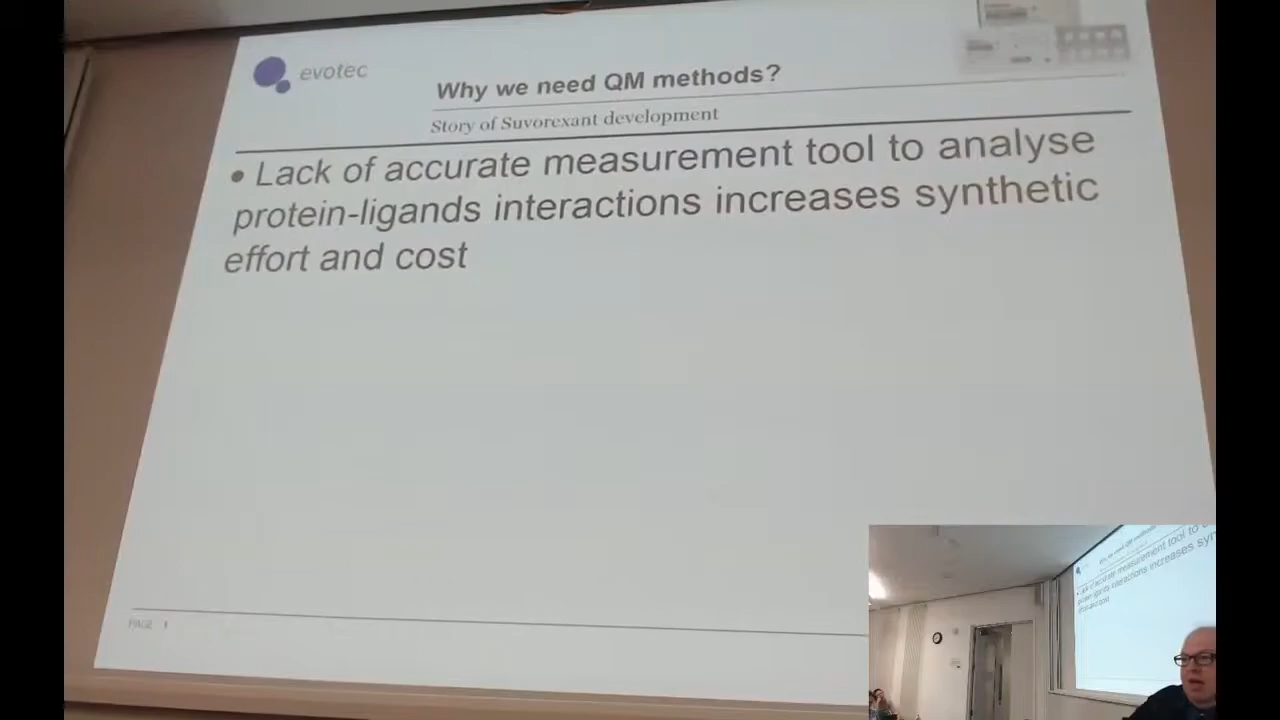 evotec
Why we need QM methods?
Story of Suvorexant development
• Lack of accurate measurement tool to analyse
protein-ligands interactions increases synthetic
effort and cost
PAGE